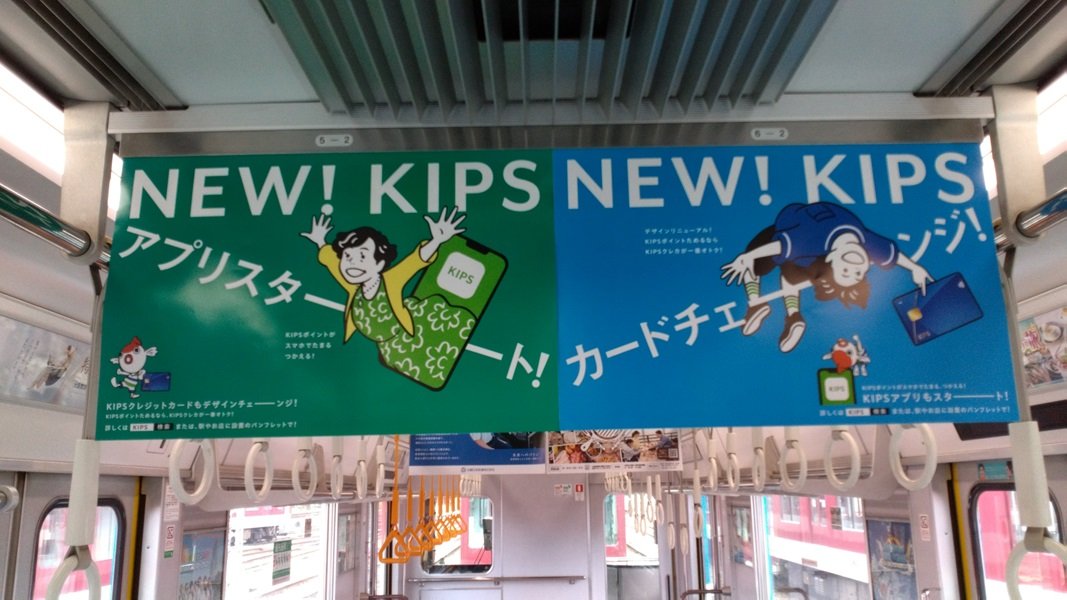 5-2
6-2
NEW! KIPS
アプリスタ
ート!
KIPS
KIPSポイントが
スマホでたまる
つかえる!
KIPSクレジットカードもデザインチェーーンジ!
KIPSポイントためるなら、KIPSクレカが一番オトク!
詳しくは KIPS 検索 または、駅やお店に設置のパンフレットで!
NEW! KIPS
カードチェーンジ!
デザインリニューアル!
KIPSポイントためるなら
KIPSクレカが一番オトク!
KIPS
KIPSポイントがスマホでたまる、つかえる!
KIPSアプリもスターーート!
詳しくは KIPS 検索 または、駅やお店に設置のパンフレットで!